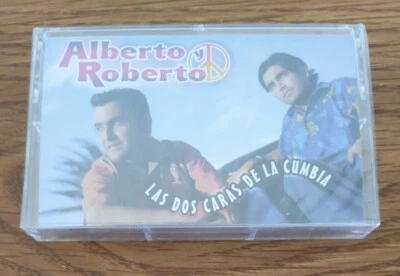 Alberto y
Roberto
LAS DOS CARAS DE LA CUMBIA